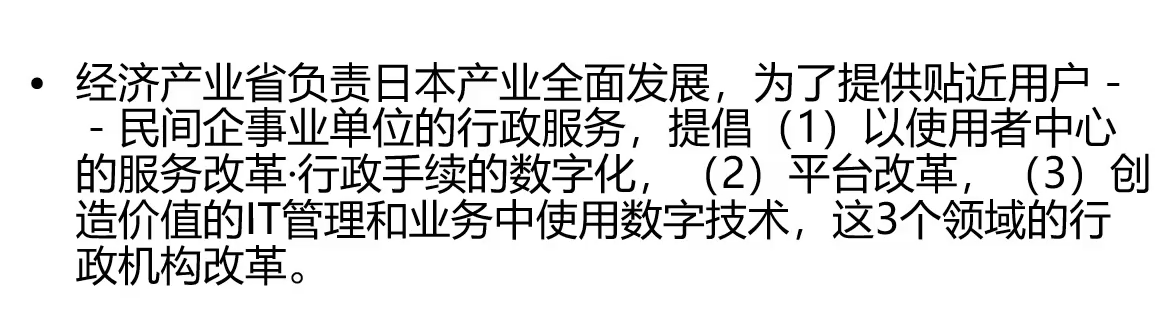 • 经济产业省负责日本产业全面发展，为了提供贴近用户－
－民间企事业单位的行政服务，提倡（1）以使用者中心
的服务改革·行政手续的数字化，（2）平台改革，（3）创
造价值的IT管理和业务中使用数字技术，这3个领域的行
政机构改革。